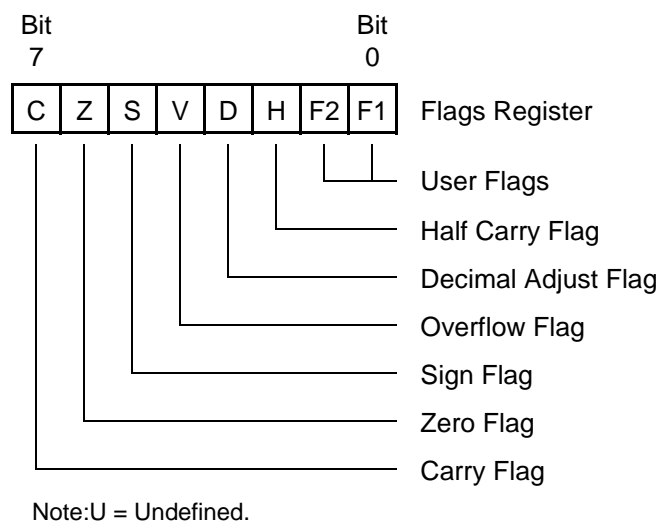 Bit Bit
7 0
C Z S V D H F2 F1 Flags Register
User Flags
Half Carry Flag
Decimal Adjust Flag
Overflow Flag
Sign Flag
Zero Flag
Carry Flag
Note:U = Undefined.